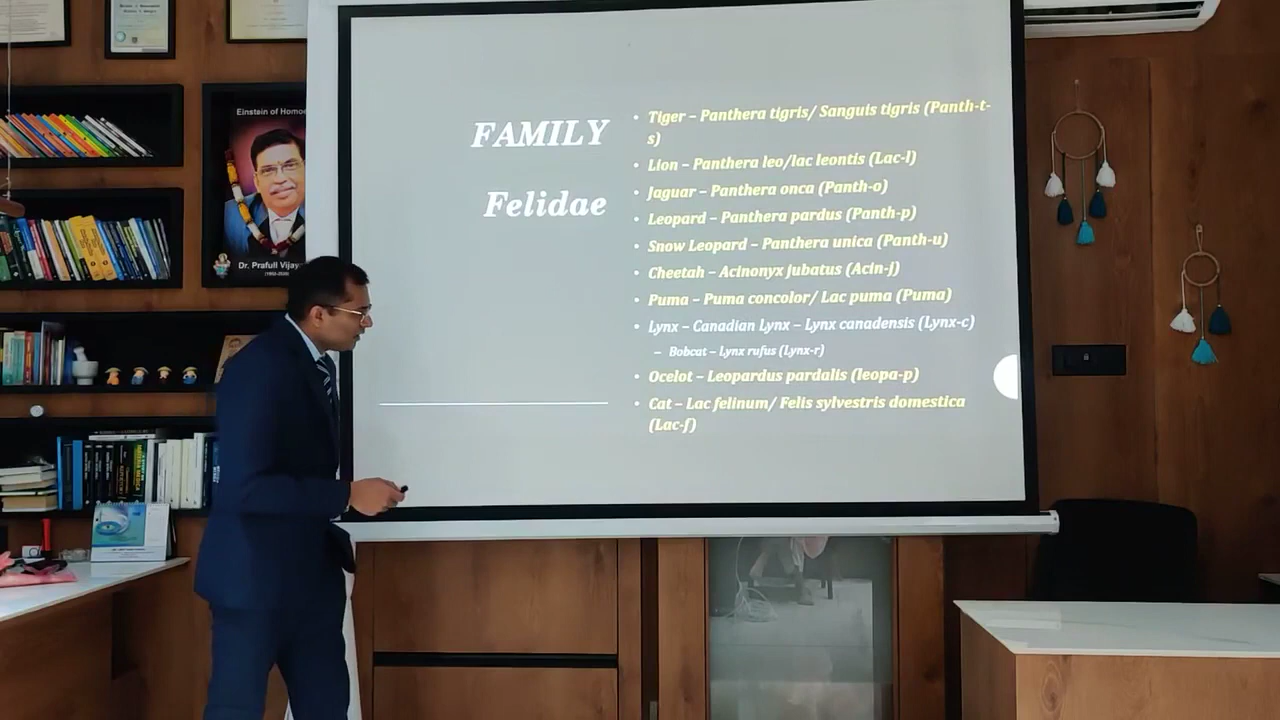 Einstein of Homoe
Dr. Prafull Vijay
FAMILY
Felidae
• Tiger – Panthera tigris/ Sanguis tigris (Panth-t-
s)
• Lion – Panthera leo/lac leontis (Lac-l)
• Jaguar – Panthera onca (Panth-o)
• Leopard – Panthera pardus (Panth-p)
• Snow Leopard – Panthera unica (Panth-u)
• Cheetah – Acinonyx jubatus (Acin-j)
• Puma – Puma concolor/ Lac puma (Puma)
• Lynx – Canadian Lynx – Lynx canadensis (Lynx-c)
– Bobcat – Lynx rufus (Lynx-r)
• Ocelot – Leopardus pardalis (leopa-p)
• Cat – Lac felinum/ Felis sylvestris domestica
(Lac-f)